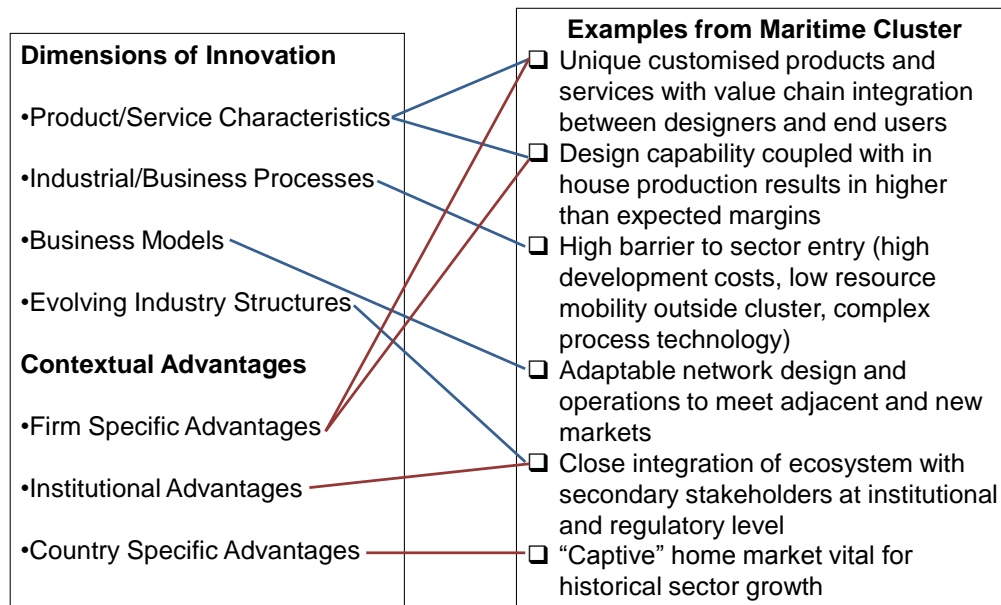 Dimensions of Innovation
•Product/Service Characteristics
•Industrial/Business Processes
•Business Models
•Evolving Industry Structures
Contextual Advantages
•Firm Specific Advantages
•Institutional Advantages
•Country Specific Advantages
Examples from Maritime Cluster
❑ Unique customised products and
services with value chain integration
between designers and end users
❑ Design capability coupled with in
house production results in higher
than expected margins
❑ High barrier to sector entry (high
development costs, low resource
mobility outside cluster, complex
process technology)
❑ Adaptable network design and
operations to meet adjacent and new
markets
❑ Close integration of ecosystem with
secondary stakeholders at institutional
and regulatory level
❑ “Captive” home market vital for
historical sector growth